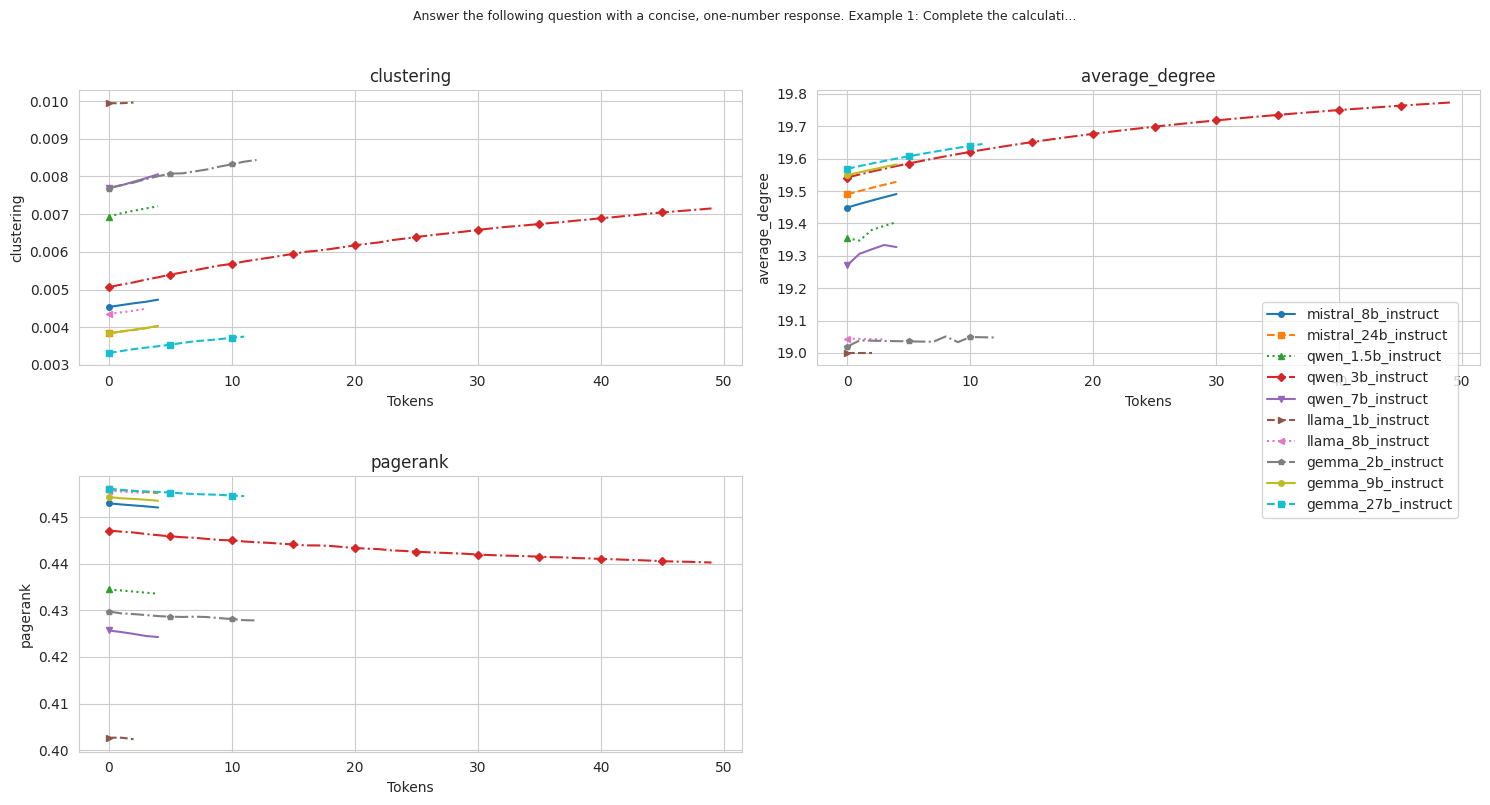 Answer the following question with a concise, one-number response. Example 1: Complete the calculati...
clustering
0.010
0.009
0.008
0.007
0.006
0.005
0.004
0.003
clustering
0 10 20 30 40 50
Tokens
average_degree
19.8
19.7
19.6
19.5
19.4
19.3
19.2
19.1
19.0
average_degree
0 10 20 30 40 50
Tokens
mistral_8b_instruct
mistral_24b_instruct
qwen_1.5b_instruct
qwen_3b_instruct
qwen_7b_instruct
llama_1b_instruct
llama_8b_instruct
gemma_2b_instruct
gemma_9b_instruct
gemma_27b_instruct
pagerank
0.45
0.44
0.43
0.42
0.41
0.40
pagerank
0 10 20 30 40 50
Tokens